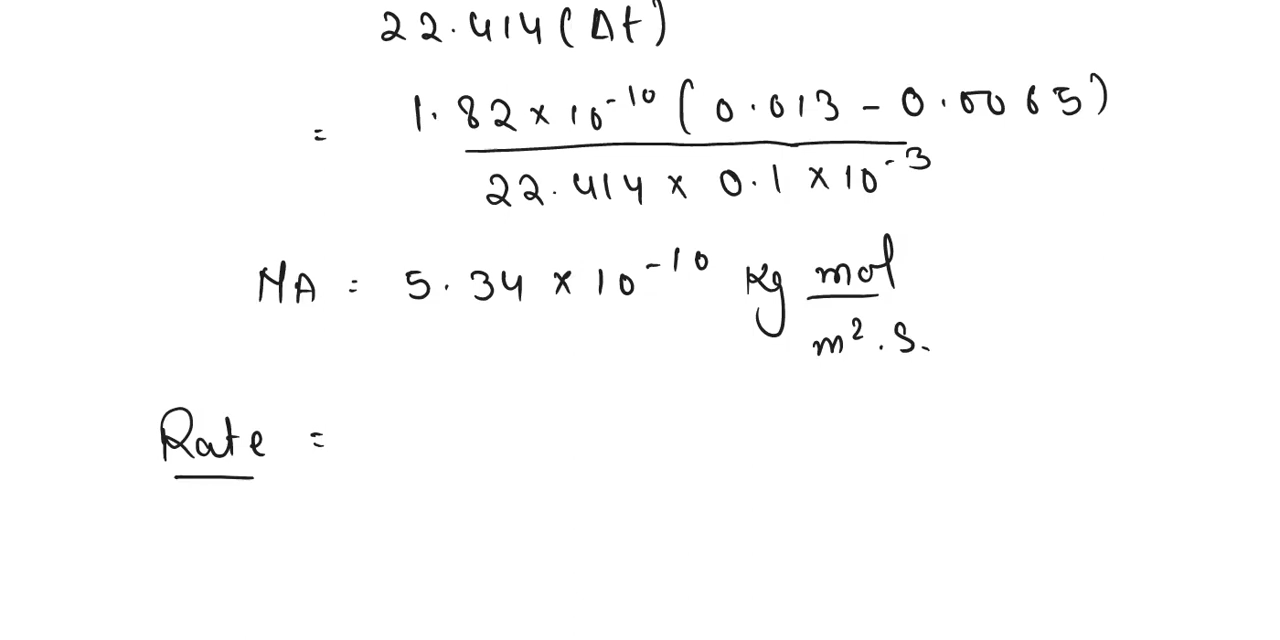 22.414 (Δt)
= 1.82 × 10⁻¹⁰ (0.013 - 0.0065)
22.414 × 0.1 × 10⁻³
NA = 5.34 × 10⁻¹⁰ Kg mol
m² . S.
Rate =